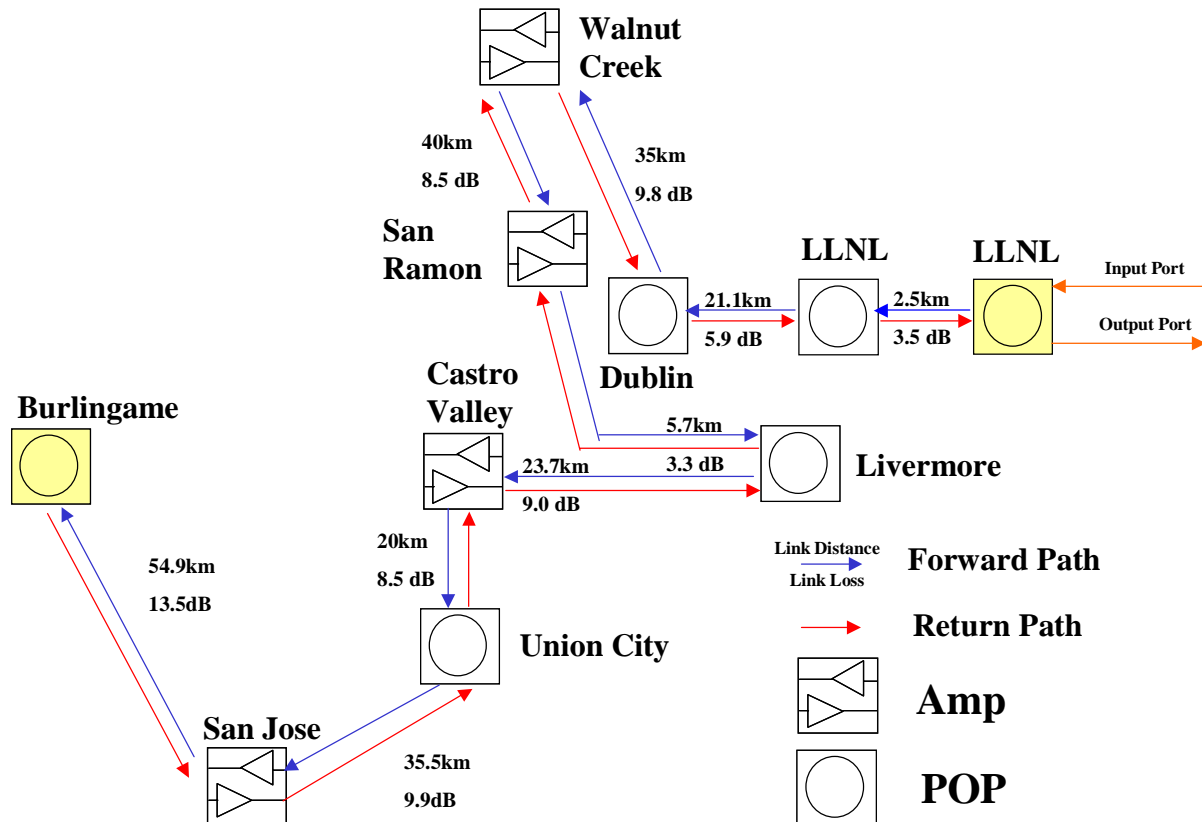 Walnut
Creek
40km
8.5 dB
35km
9.8 dB
San
Ramon
LLNL
LLNL
Input Port
Output Port
21.1km
5.9 dB
2.5km
3.5 dB
Dublin
Castro
Valley
Burlingame
5.7km
3.3 dB
Livermore
23.7km
9.0 dB
20km
8.5 dB
54.9km
13.5dB
Union City
San Jose
35.5km
9.9dB
Link Distance
Link Loss
Forward Path
Return Path
Amp
POP